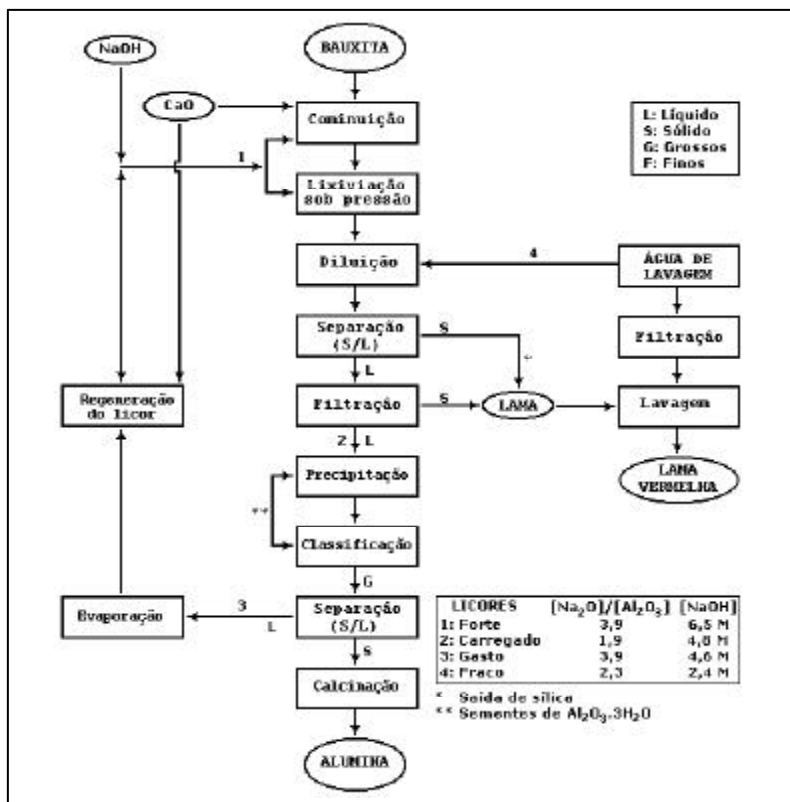 NaOH
BAUXITA
CaO
Cominuição
L: Líquido
S: Sólido
G: Grossos
F: Finos
1
Lixiviação
sob pressão
Diluição
4
ÁGUA DE
LAVAGEM
Separação
(S/L)
S
*
Filtração
L
Regeneração
do licor
Filtração
S
LAMA
Lavagem
2 L
Precipitação
LAMA
VERMELHA
**
Classificação
G
Evaporação
3
L
Separação
(S/L)
S
Calcinação
ALUMINA
LICORES [Na2O]/[Al2O3] [NaOH]
1: Forte 3,9 6,5 M
2: Carregado 1,9 4,8 M
3: Gasto 3,9 4,6 M
4: Fraco 2,3 2,4 M
* Saída de sílica
** Sementes de Al2O3.3H2O